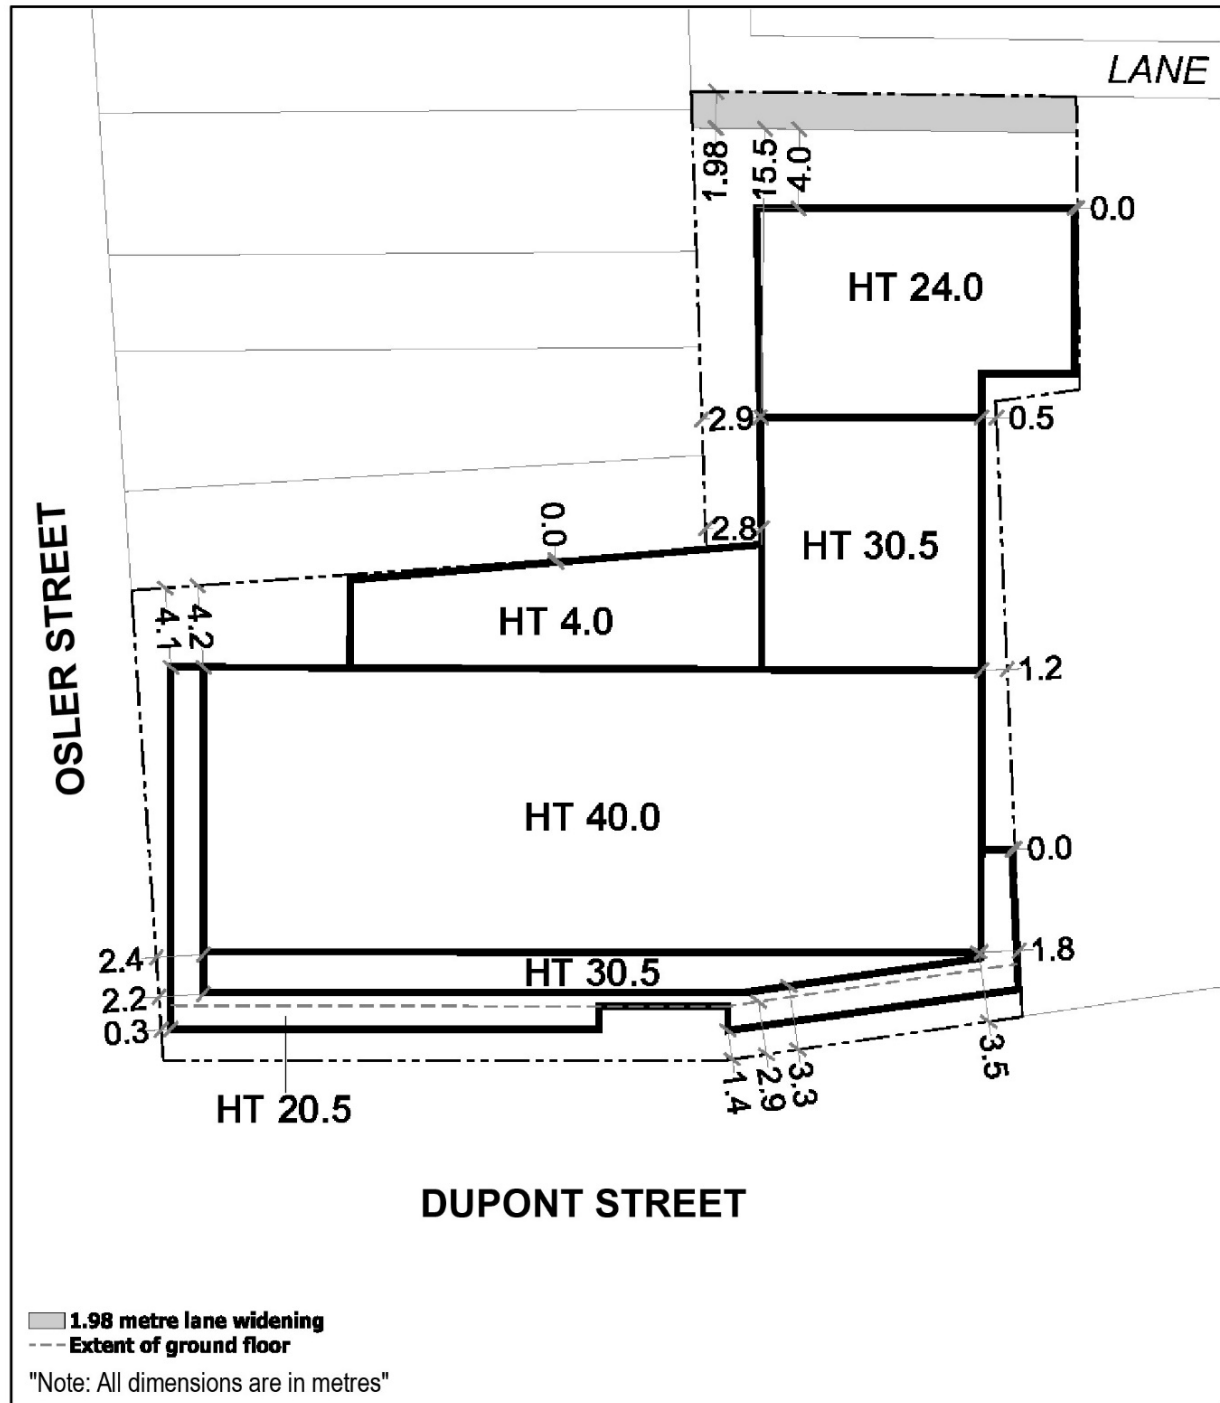 LANE
1.98
15.5
4.0
0.0
HT 24.0
2.9
0.5
0.0
2.8
HT 30.5
4.1
4.2
HT 4.0
OSLER STREET
1.2
HT 40.0
0.0
2.4
HT 30.5
1.8
2.2
0.3
1.4
2.9
3.3
3.5
HT 20.5
DUPONT STREET
1.98 metre lane widening
Extent of ground floor
"Note: All dimensions are in metres"